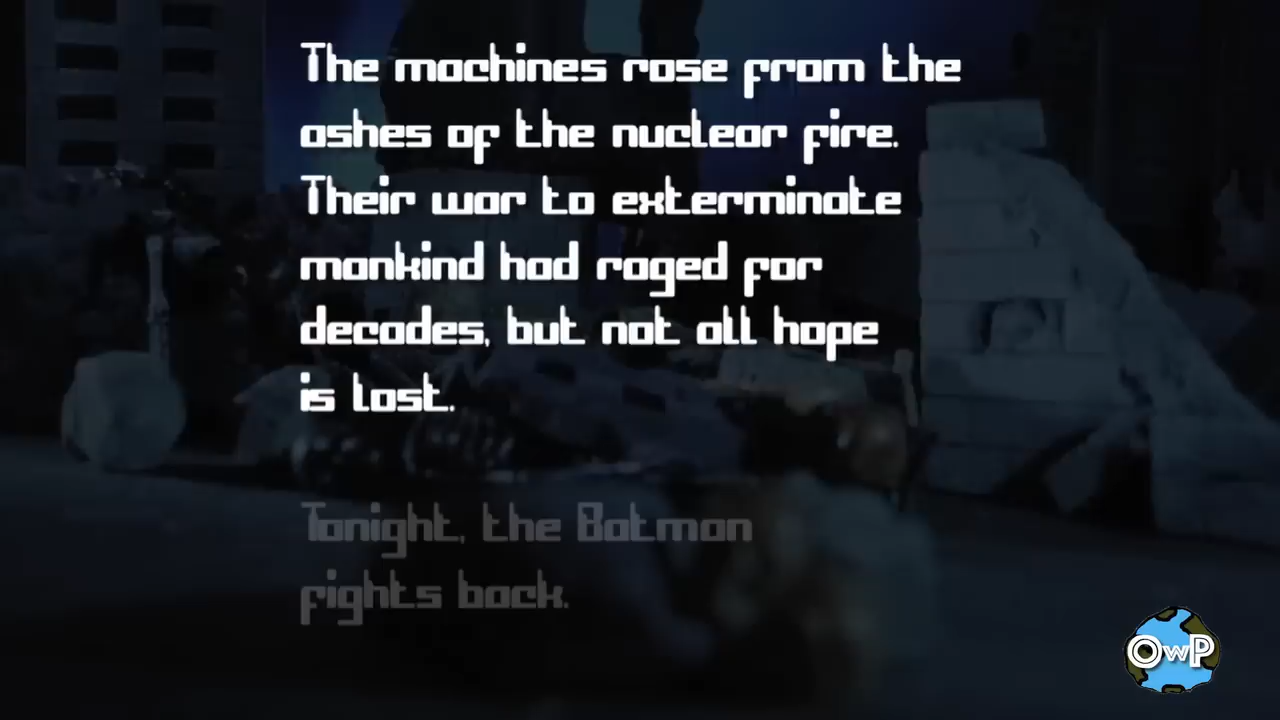 The machines rose from the
ashes of the nuclear fire.
Their war to exterminate
mankind had raged for
decades, but not all hope
is lost.
Tonight, the Batman
fights back.
OwP